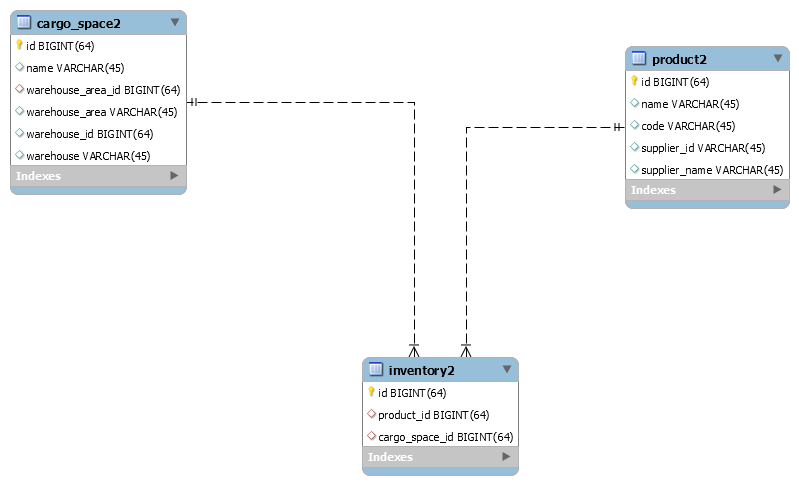 cargo_space2
id BIGINT(64)
name VARCHAR(45)
warehouse_area_id BIGINT(64)
warehouse_area VARCHAR(45)
warehouse_id BIGINT(64)
warehouse VARCHAR(45)
Indexes
product2
id BIGINT(64)
name VARCHAR(45)
code VARCHAR(45)
supplier_id VARCHAR(45)
supplier_name VARCHAR(45)
Indexes
inventory2
id BIGINT(64)
product_id BIGINT(64)
cargo_space_id BIGINT(64)
Indexes